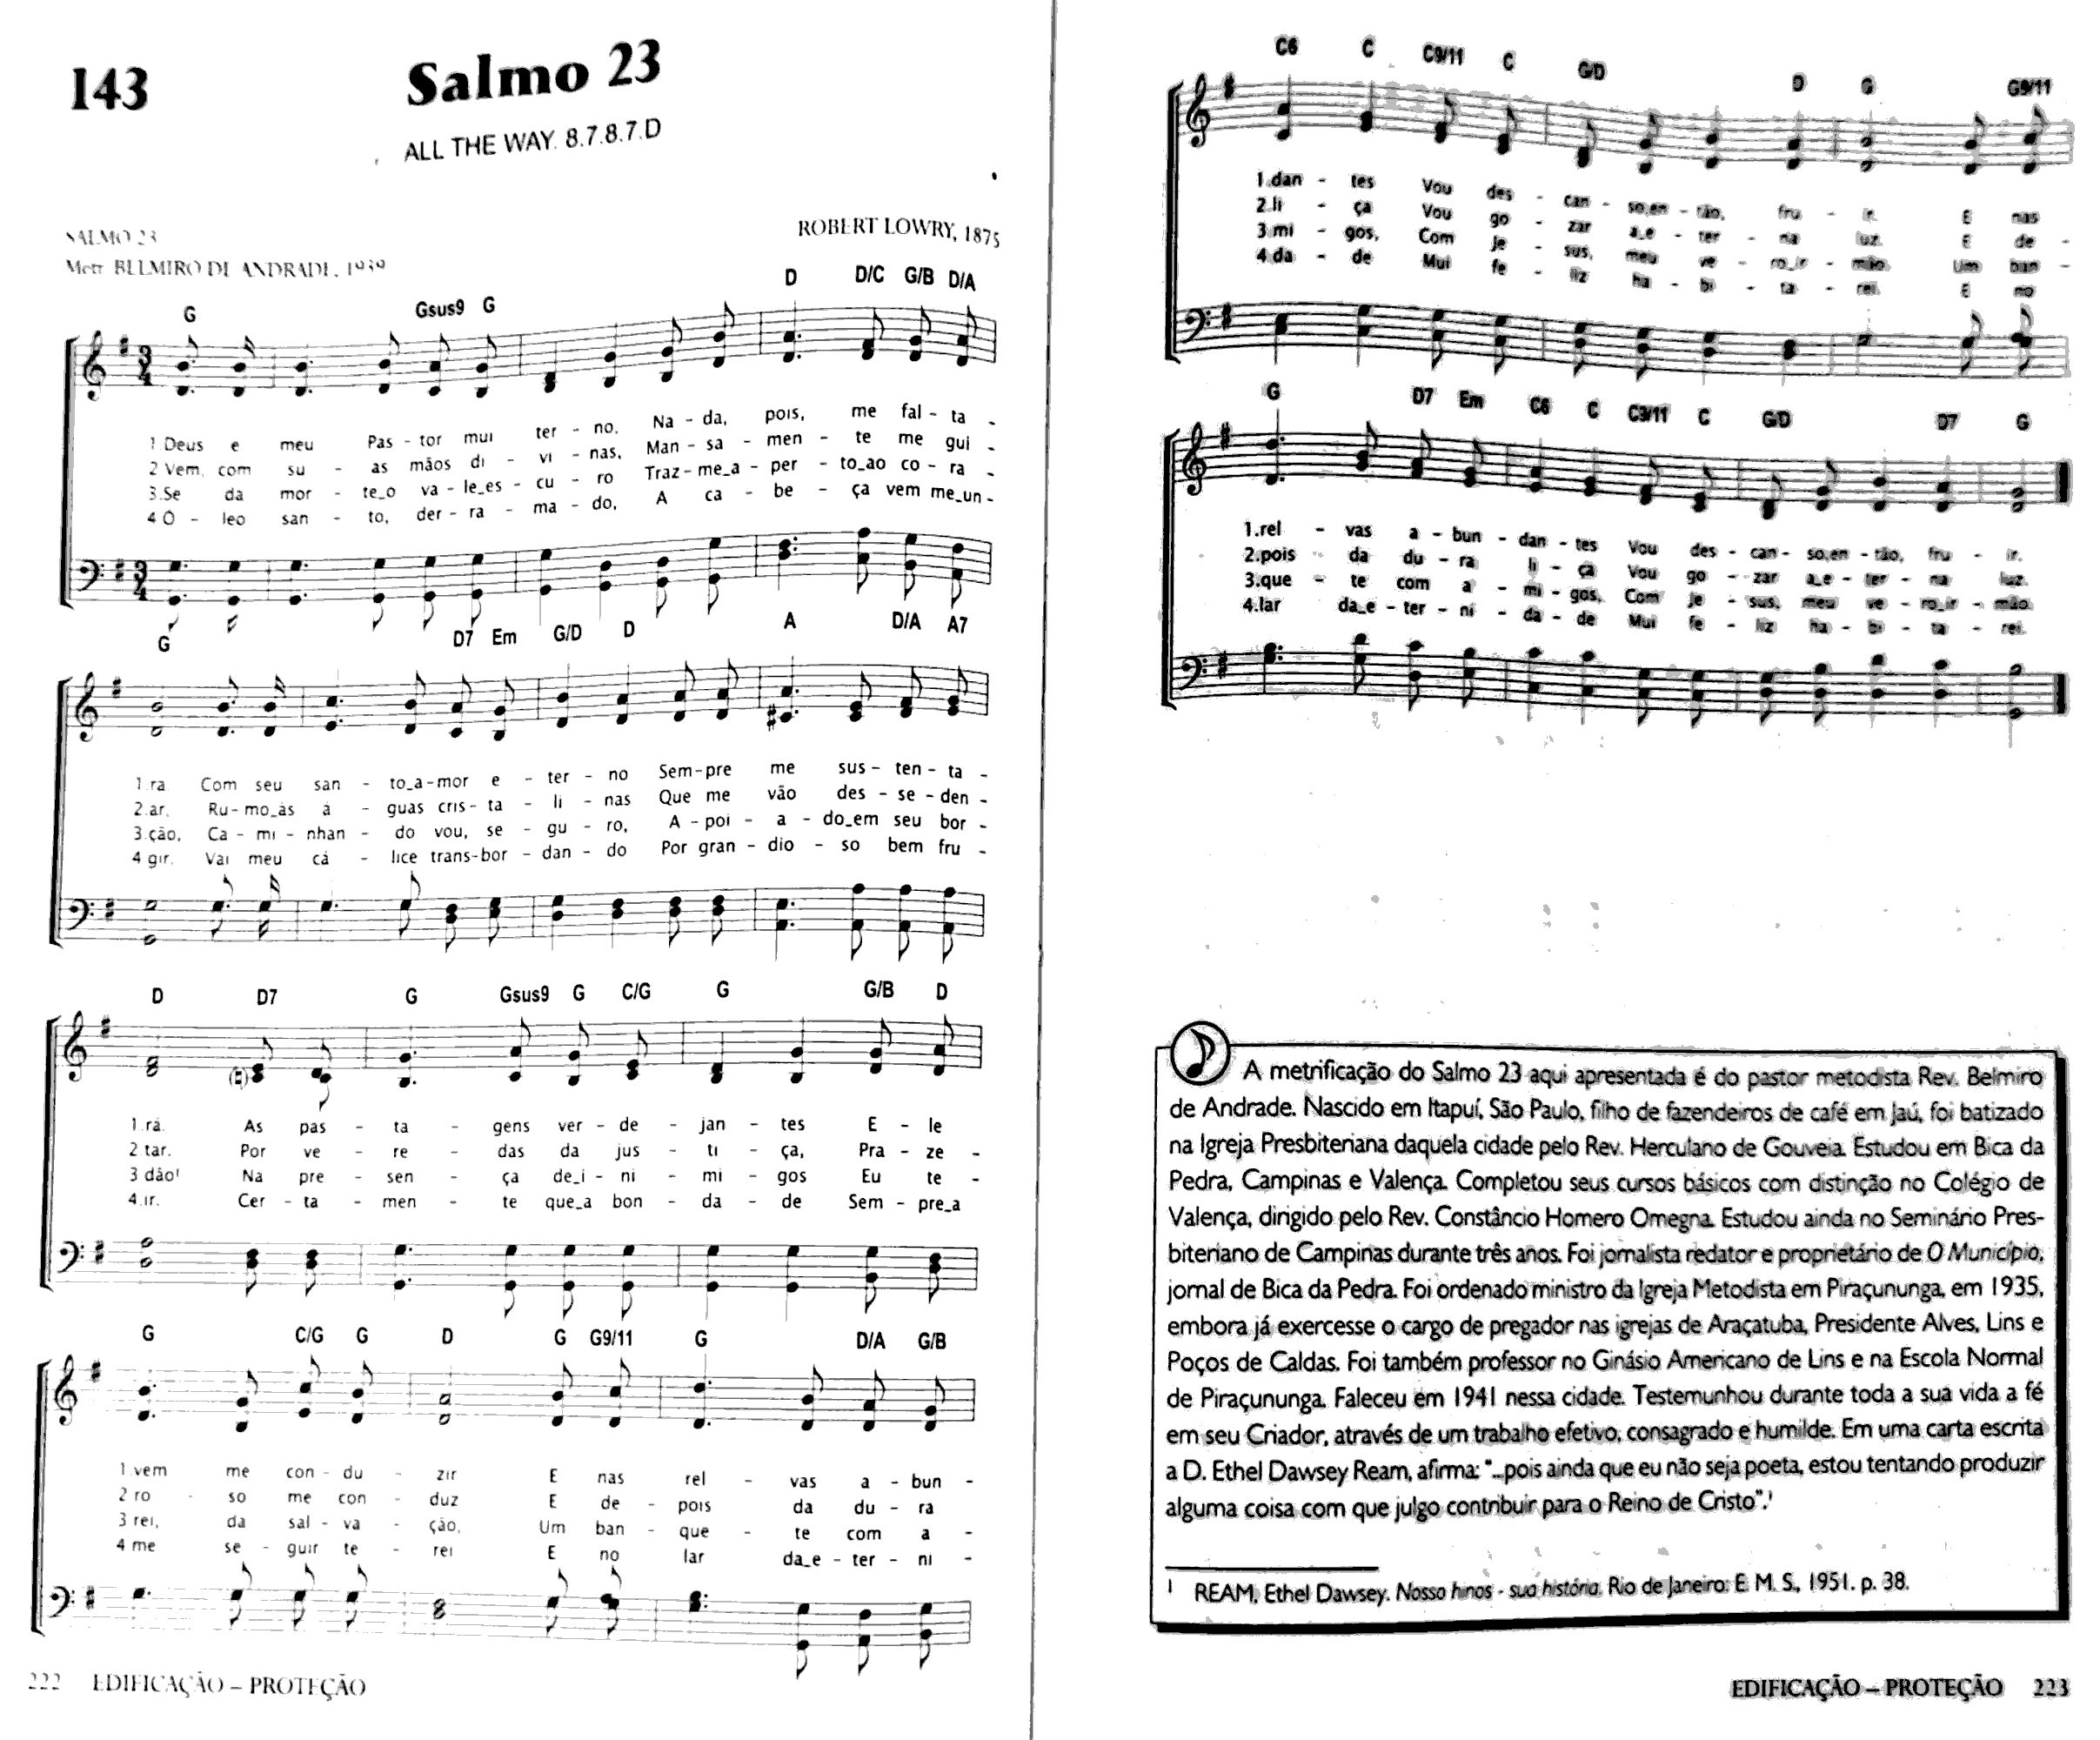 143
Salmo 23
ALL THE WAY. 8.7.8.7.D
SALMO 23
Metr. BELMIRO DE ANDRADE, 1939
ROBERT LOWRY, 1875
G Gsus9 G D D/C G/B D/A
1 Deus e meu Pas - tor mui ter - no, Na - da, pois, me fal - ta -
2 Vem, com su - as mãos di - vi - nas, Man - sa - men - te me gui -
3.Se da mor - te_o va - le_es - cu - ro Traz - me_a - per - to_ao co - ra -
4 O - leo san - to, der - ra - ma - do, A ca - be - ça vem me_un -
G D7 Em G/D D A D/A A7
1.ra. Com seu san - to_a - mor e - ter - no Sem - pre me sus - ten - ta -
2.ar, Ru - mo_às á - guas cris - ta - li - nas Que me vão des - se - den -
3.ção, Ca - mi - nhan - do vou, se - gu - ro, A - poi - a - do_em seu bor -
4 gir. Vai meu cá - lice trans - bor - dan - do Por gran - dio - so bem fru -
D D7 G Gsus9 G C/G G G/B D
1.rá. As pas - ta - gens ver - de - jan - tes E - le
2 tar. Por ve - re - das da jus - ti - ça, Pra - ze -
3 dão! Na pre - sen - ça de_i - ni - mi - gos Eu te -
4.ir. Cer - ta - men - te que_a bon - da - de Sem - pre_a
G C/G G D G G9/11 G D/A G/B
1.vem me con - du - zir E nas rel - vas a - bun -
2 ro - so me con - duz E de - pois da du - ra
3 rei, da sal - va - ção, Um ban - que - te com a -
4 me se - guir te - rei E no lar da_e - ter - ni -
222 EDIFICAÇÃO – PROTEÇÃO
C6 C C9/11 C G/D D G G9/11
1.dan - tes Vou des - can - so,en - tão, fru - ir. E nas
2.li - ça Vou go - zar a_e - ter - na luz. E de -
3.mi - gos, Com Je - sus, meu ve - ro_ir - mão. Um ban -
4.da - de Mui fe - liz ha - bi - ta - rei. E no
G D7 Em C6 C C9/11 C G/D D7 G
1.rel - vas a - bun - dan - tes Vou des - can - so,en - tão, fru - ir.
2.pois da du - ra li - ça Vou go - zar a_e - ter - na luz.
3.que - te com a - mi - gos, Com Je - sus, meu ve - ro_ir - mão.
4.lar da_e - ter - ni - da - de Mui fe - liz ha - bi - ta - rei.
A metrificação do Salmo 23 aqui apresentada é do pastor metodista Rev. Belmiro
de Andrade. Nascido em Itapuí, São Paulo, filho de fazendeiros de café em Jaú, foi batizado
na Igreja Presbiteriana daquela cidade pelo Rev. Herculano de Gouveia. Estudou em Bica da
Pedra, Campinas e Valença. Completou seus cursos básicos com distinção no Colégio de
Valença, dirigido pelo Rev. Constâncio Homero Omegna. Estudou ainda no Seminário Pres-
biteriano de Campinas durante três anos. Foi jornalista redator e proprietário de O Município,
jornal de Bica da Pedra. Foi ordenado ministro da Igreja Metodista em Piraçununga, em 1935,
embora já exercesse o cargo de pregador nas igrejas de Araçatuba, Presidente Alves, Lins e
Poços de Caldas. Foi também professor no Ginásio Americano de Lins e na Escola Normal
de Piraçununga. Faleceu em 1941 nessa cidade. Testemunhou durante toda a sua vida a fé
em seu Criador, através de um trabalho efetivo, consagrado e humilde. Em uma carta escrita
a D. Ethel Dawsey Ream, afirma: "...pois ainda que eu não seja poeta, estou tentando produzir
alguma coisa com que julgo contribuir para o Reino de Cristo".¹
1 REAM, Ethel Dawsey. Nosso hinos - sua história. Rio de Janeiro: E. M. S., 1951. p. 38.
EDIFICAÇÃO – PROTEÇÃO 223